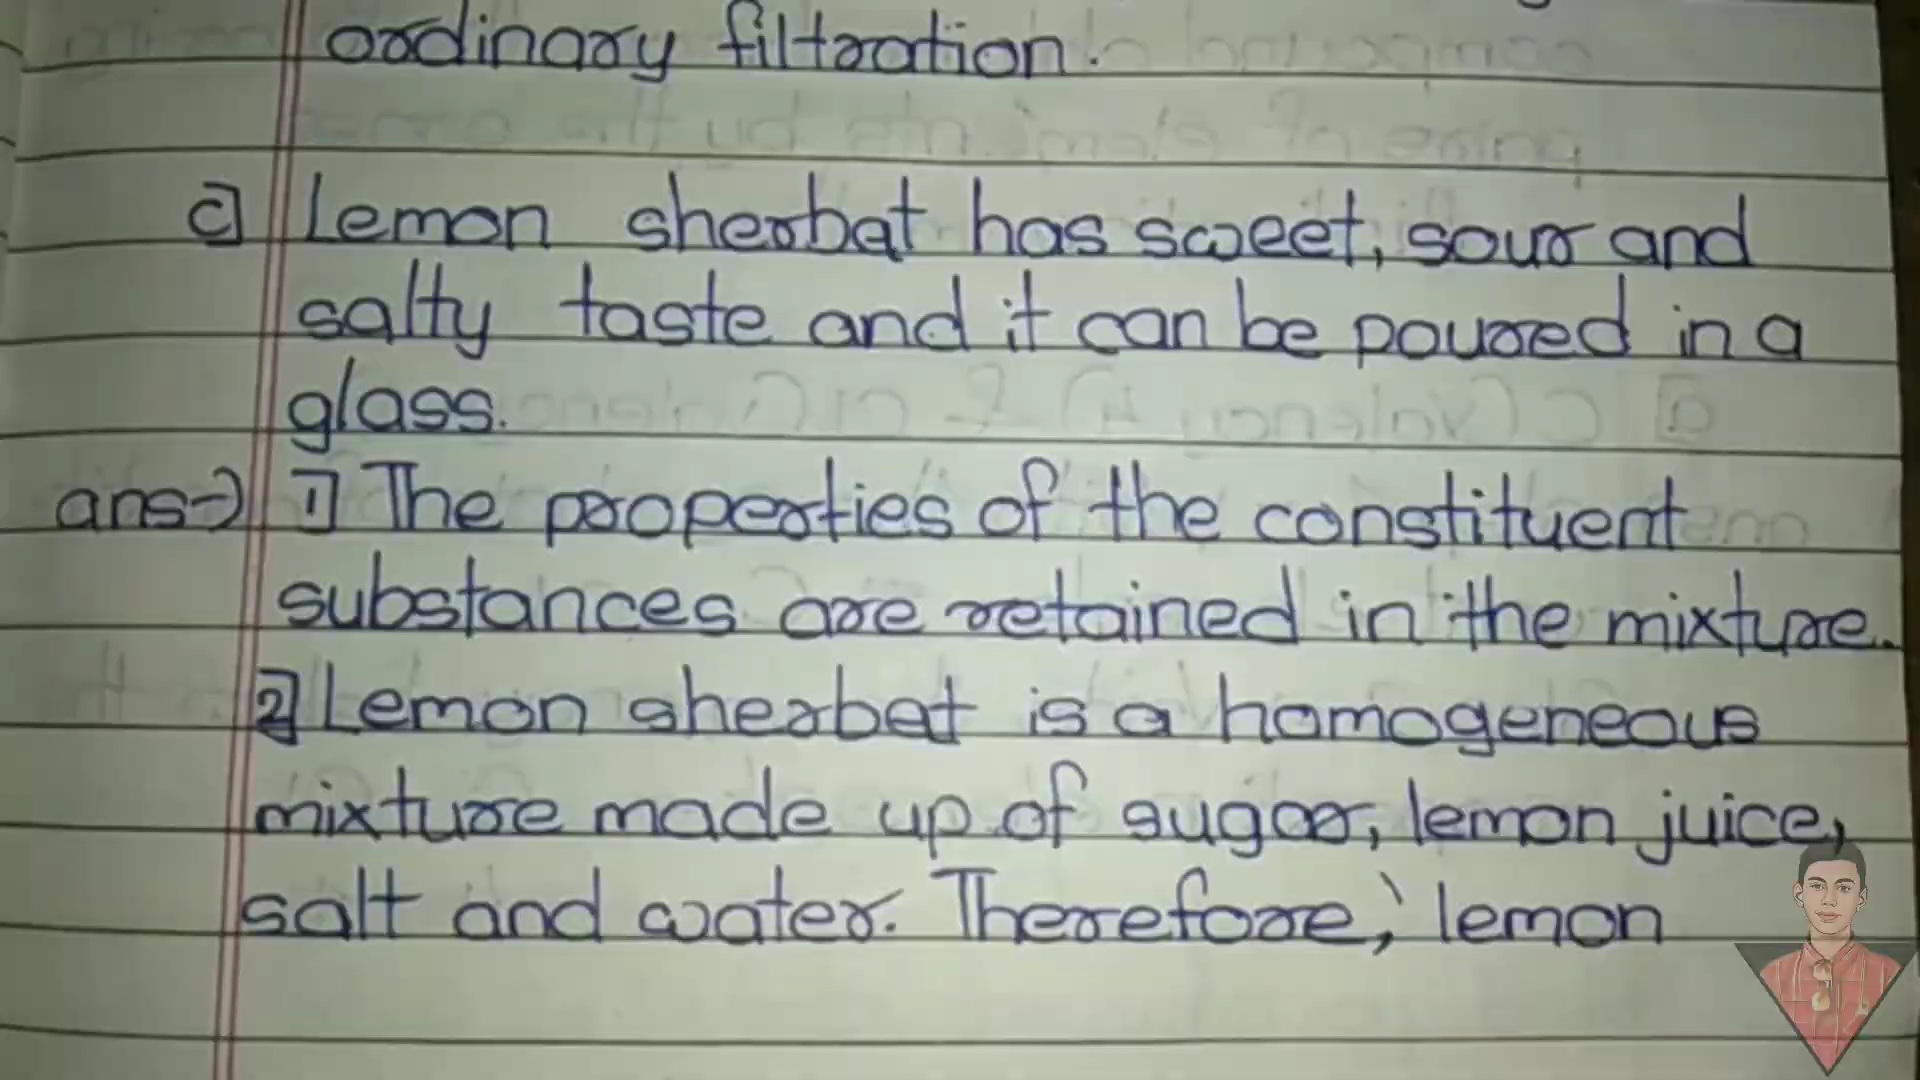 ordinary filtration.
c] Lemon sherbat has sweet, sour and
salty taste and it can be poured in a
glass.
ans→ 1] The properties of the constituent
substances are retained in the mixture.
2] Lemon sherbet is a homogeneous
mixture made up of sugar, lemon juice,
salt and water. Therefore, lemon